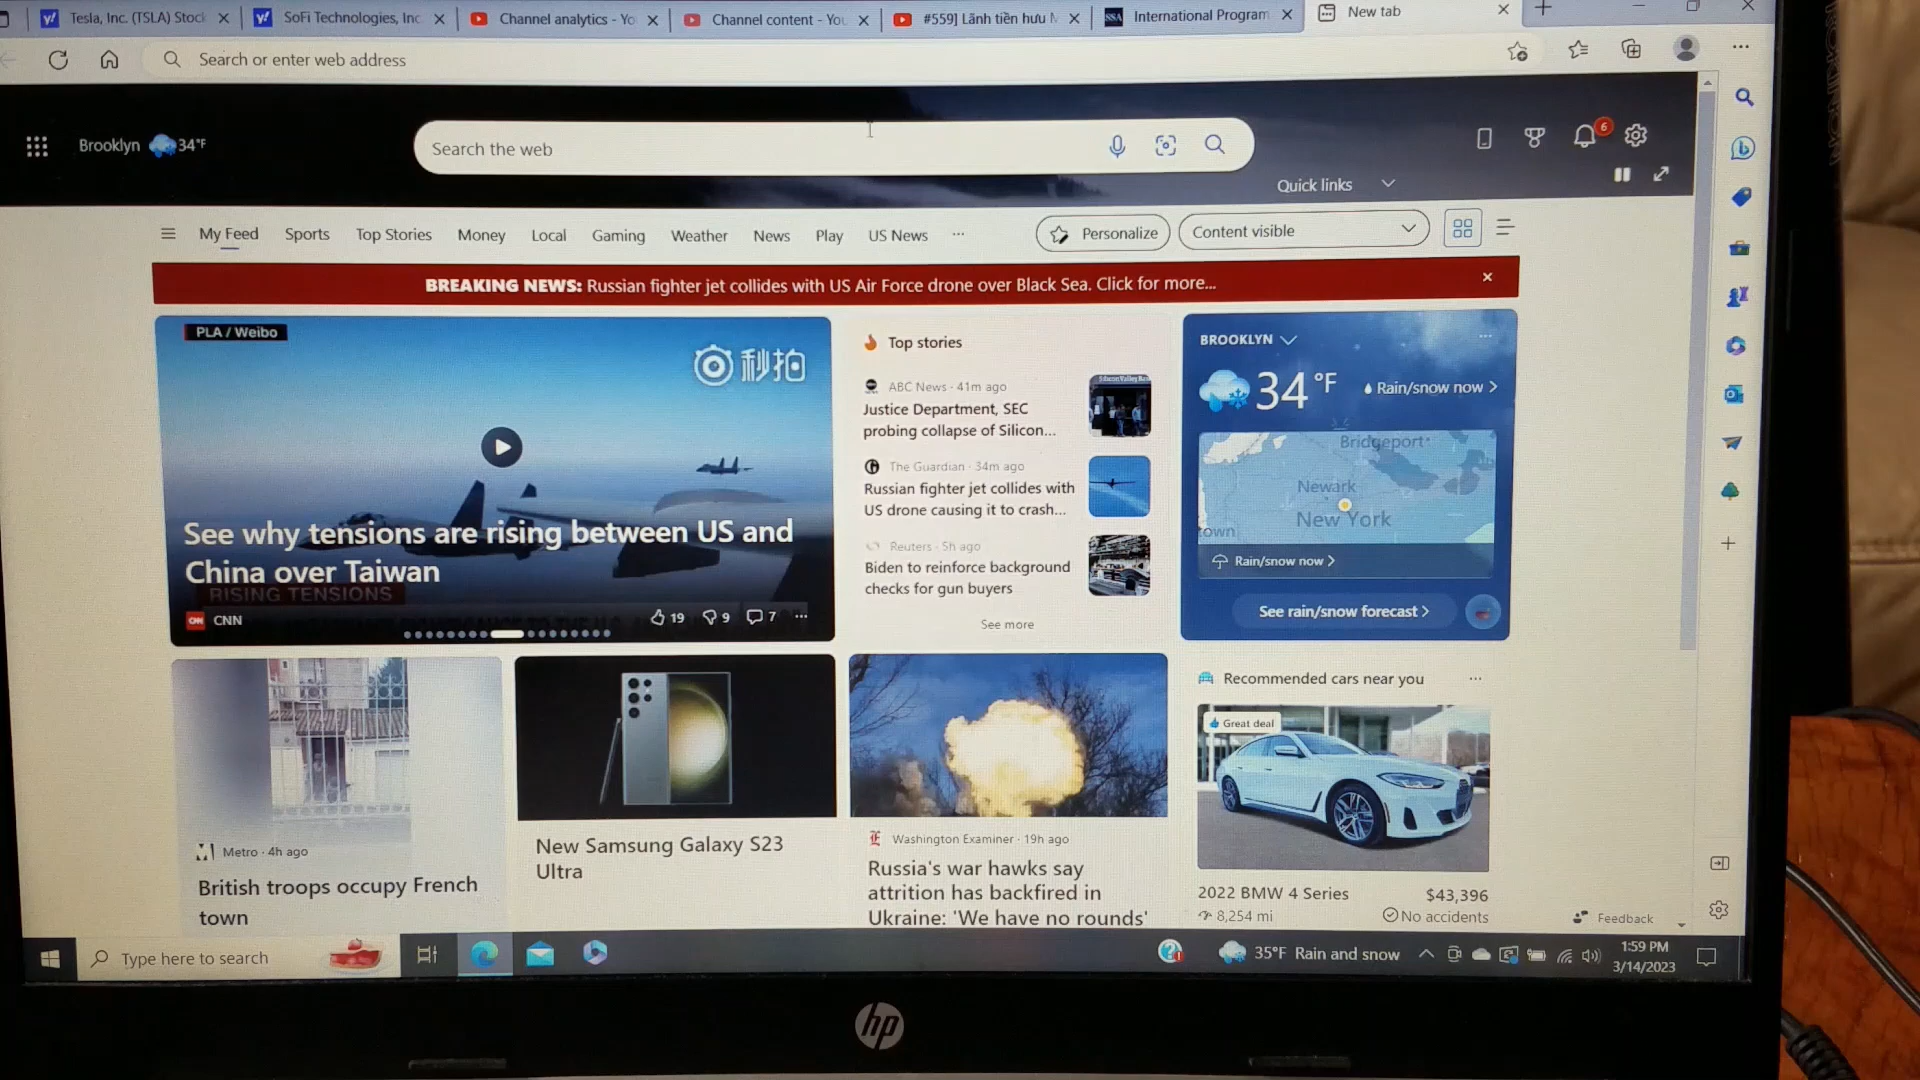 Tesla, Inc. (TSLA) Stock
SoFi Technologies, Inc
Channel analytics - Yo
Channel content - You
#559] Lãnh tiền hưu M
SSA International Program
New tab
Search or enter web address
Brooklyn 34°F
Search the web
6
Quick links
My Feed Sports Top Stories Money Local Gaming Weather News Play US News ...
Personalize
Content visible
BREAKING NEWS: Russian fighter jet collides with US Air Force drone over Black Sea. Click for more...
PLA / Weibo
秒拍
See why tensions are rising between US and
China over Taiwan
RISING TENSIONS
CNN
19 9 7 ...
Top stories
ABC News · 41m ago
Justice Department, SEC
probing collapse of Silicon...
The Guardian · 34m ago
Russian fighter jet collides with
US drone causing it to crash...
Reuters · 5h ago
Biden to reinforce background
checks for gun buyers
See more
BROOKLYN
34 °F
Rain/snow now >
Bridgeport
Newark
New York
town
Rain/snow now >
See rain/snow forecast >
Metro · 4h ago
British troops occupy French
town
New Samsung Galaxy S23
Ultra
Washington Examiner · 19h ago
Russia's war hawks say
attrition has backfired in
Ukraine: 'We have no rounds'
Recommended cars near you
Great deal
2022 BMW 4 Series $43,396
8,254 mi No accidents
Feedback
Type here to search
35°F Rain and snow
1:59 PM
3/14/2023
hp